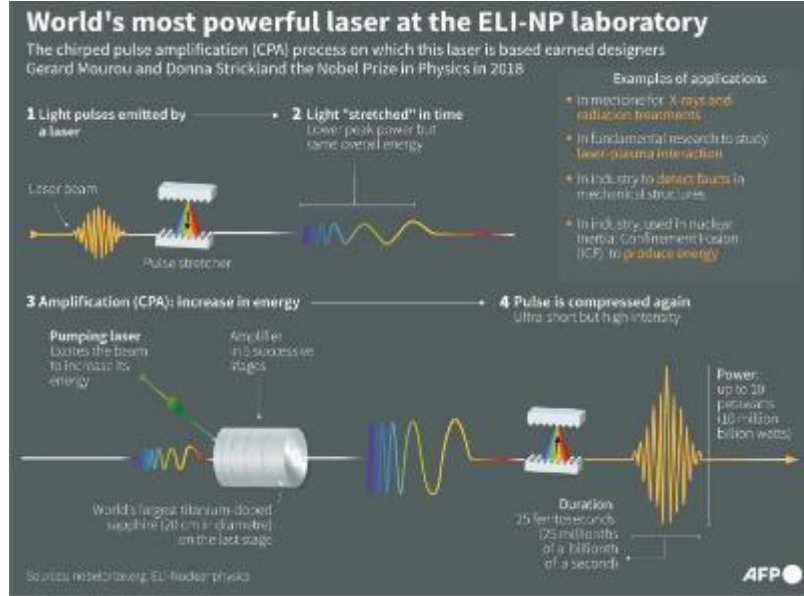 World's most powerful laser at the ELI-NP laboratory
The chirped pulse amplification (CPA) process on which this laser is based earned designers
Gerard Mourou and Donna Strickland the Nobel Prize in Physics in 2018
Examples of applications
In medicine for X-rays and
radiation treatments
In fundamental research to study
laser-plasma interaction
In industry to detect faucts in
mechanical structures
In industry, used in nuclear
Inertial Confinement Fusion
(ICF) to produce energy
1 Light pulses emitted by
a laser
2 Light "stretched" in time
Lower peak power but
same overall energy
Laser beam
Pulse stretcher
3 Amplification (CPA): increase in energy
4 Pulse is compressed again
Ultra-short but high intensity
Pumping laser
Excites the beam
to increase its
energy
Amplifier
in 5 successive
stages
World's largest titanium-doped
sapphire (20 cm in diametre)
on the last stage
Power:
up to 10
petawatts
(10 million
billion watts)
Duration
25 femtoseconds
(25 millionths
of a billionth
of a second)
Sources: nobelprize.org, ELI-Nuclear physics
AFP